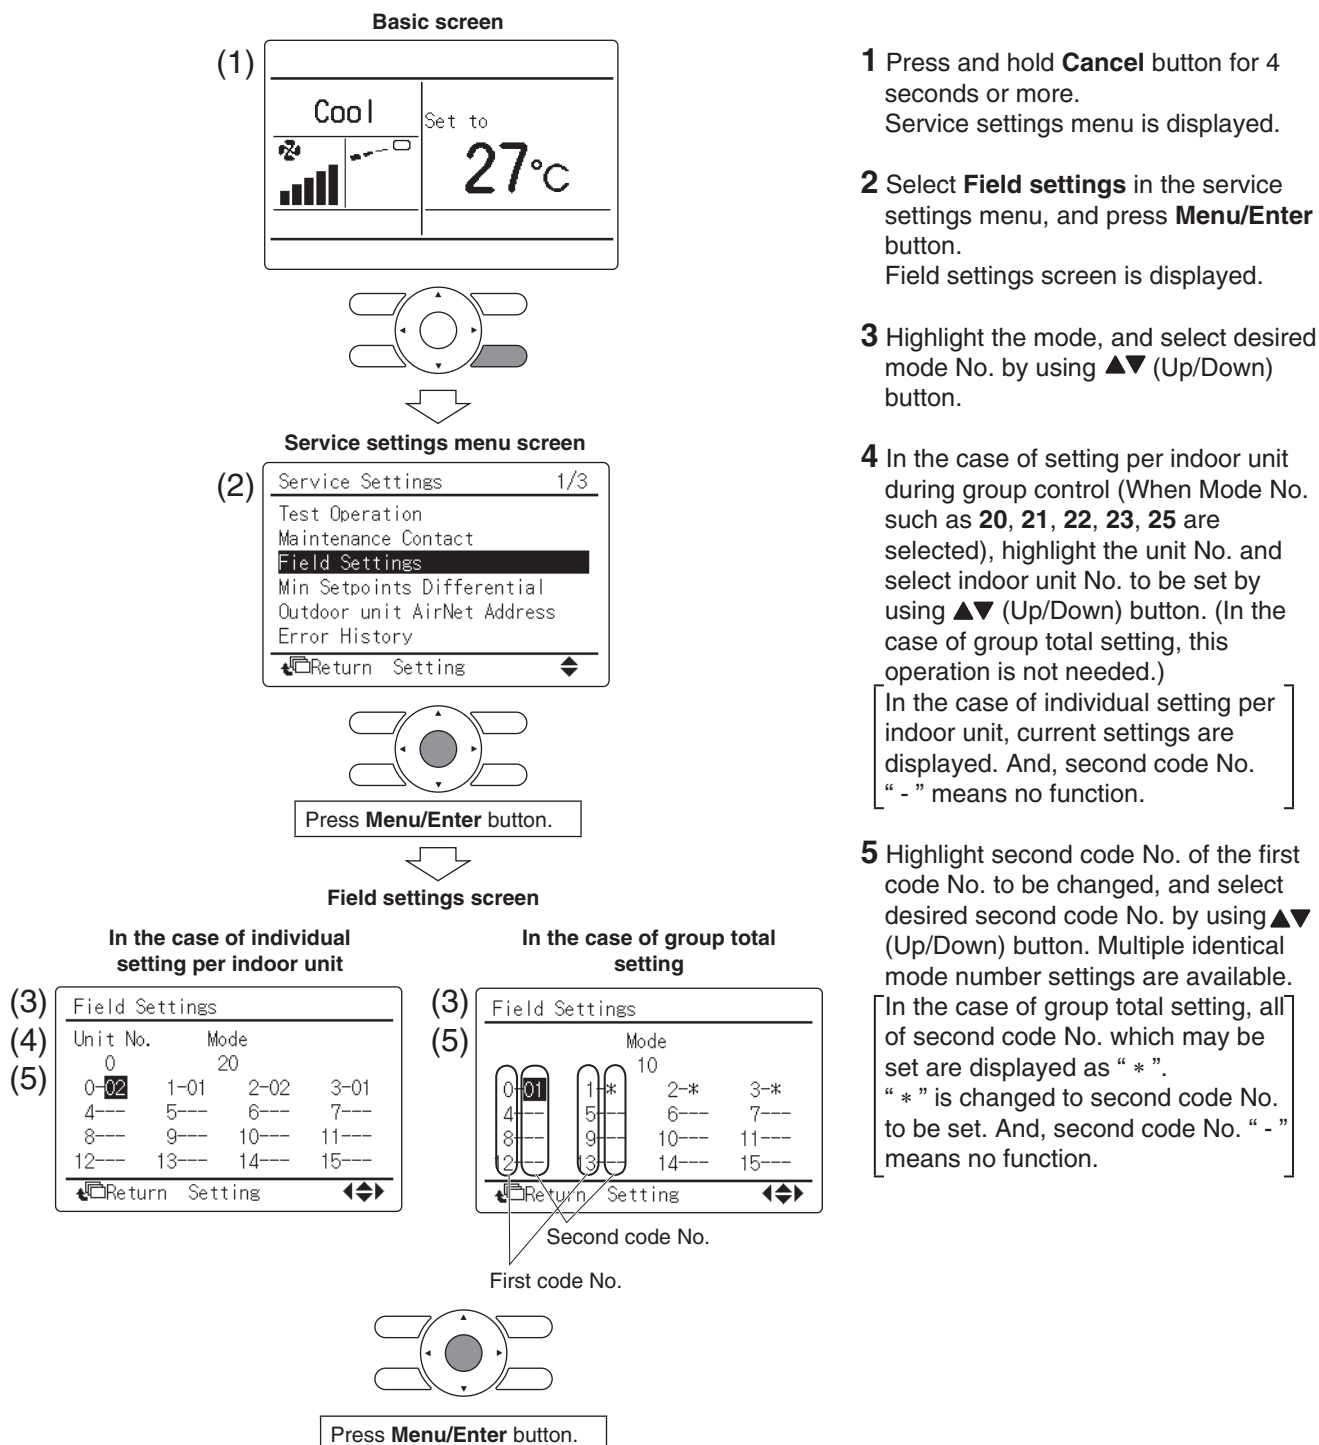 Basic screen
(1)
Cool
Set to
27°C
Service settings menu screen
(2)
Service Settings 1/3
Test Operation
Maintenance Contact
Field Settings
Min Setpoints Differential
Outdoor unit AirNet Address
Error History
Return Setting
Press Menu/Enter button.
Field settings screen
In the case of individual
setting per indoor unit
(3)
Field Settings
(4)
Unit No. Mode
0 20
(5)
0-02 1-01 2-02 3-01
4--- 5--- 6--- 7---
8--- 9--- 10--- 11---
12--- 13--- 14--- 15---
Return Setting
In the case of group total
setting
(3)
Field Settings
(5)
Mode
10
0-01 1-* 2-* 3-*
4--- 5--- 6--- 7---
8--- 9--- 10--- 11---
12--- 13--- 14--- 15---
Return Setting
Second code No.
First code No.
Press Menu/Enter button.
1 Press and hold Cancel button for 4
seconds or more.
Service settings menu is displayed.
2 Select Field settings in the service
settings menu, and press Menu/Enter
button.
Field settings screen is displayed.
3 Highlight the mode, and select desired
mode No. by using ▲▼ (Up/Down)
button.
4 In the case of setting per indoor unit
during group control (When Mode No.
such as 20, 21, 22, 23, 25 are
selected), highlight the unit No. and
select indoor unit No. to be set by
using ▲▼ (Up/Down) button. (In the
case of group total setting, this
operation is not needed.)
In the case of individual setting per
indoor unit, current settings are
displayed. And, second code No.
“ - ” means no function.
5 Highlight second code No. of the first
code No. to be changed, and select
desired second code No. by using ▲▼
(Up/Down) button. Multiple identical
mode number settings are available.
In the case of group total setting, all
of second code No. which may be
set are displayed as “ * ”.
“ * ” is changed to second code No.
to be set. And, second code No. “ - ”
means no function.